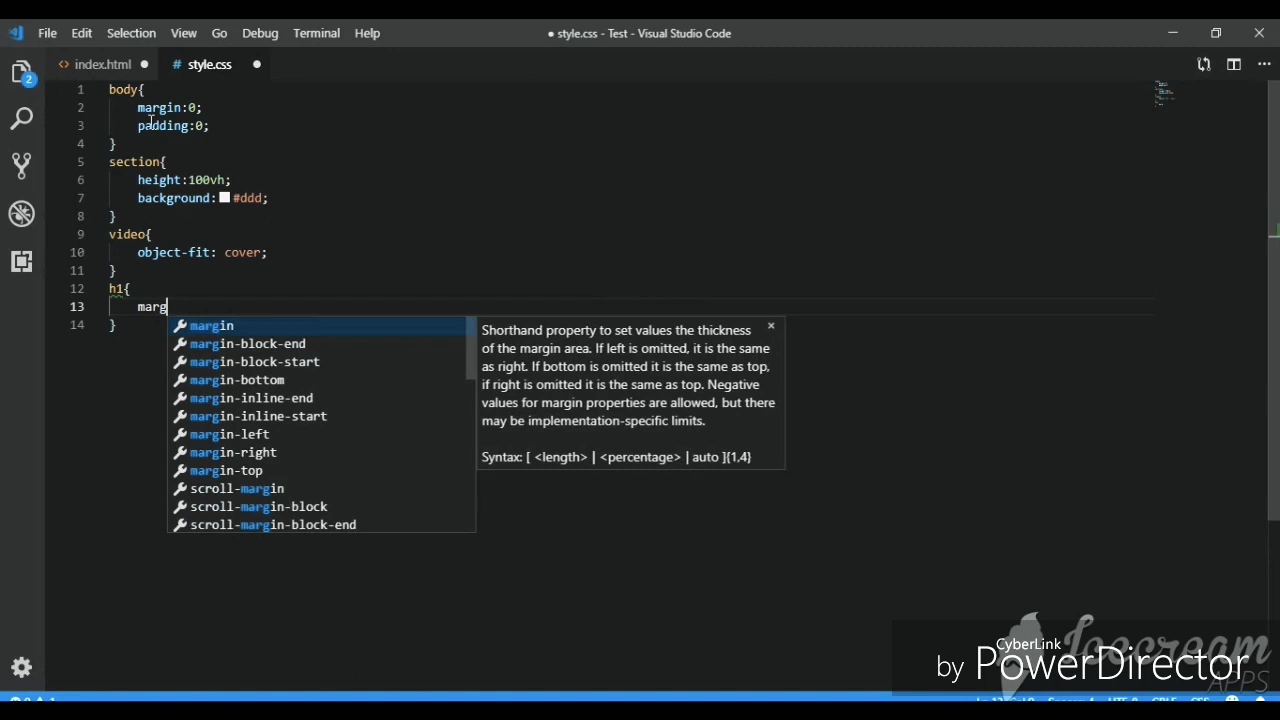 File Edit Selection View Go Debug Terminal Help
● style.css - Test - Visual Studio Code
index.html
# style.css
2
1 body{
2 margin:0;
3 padding:0;
4 }
5 section{
6 height:100vh;
7 background: #ddd;
8 }
9 video{
10 object-fit: cover;
11 }
12 h1{
13 marg
14 }
margin
margin-block-end
margin-block-start
margin-bottom
margin-inline-end
margin-inline-start
margin-left
margin-right
margin-top
scroll-margin
scroll-margin-block
scroll-margin-block-end
Shorthand property to set values the thickness
of the margin area. If left is omitted, it is the same
as right. If bottom is omitted it is the same as top,
if right is omitted it is the same as top. Negative
values for margin properties are allowed, but there
may be implementation-specific limits.
Syntax: [ <length> | <percentage> | auto ]{1,4}
Icecream
APPS
CyberLink
by PowerDirector